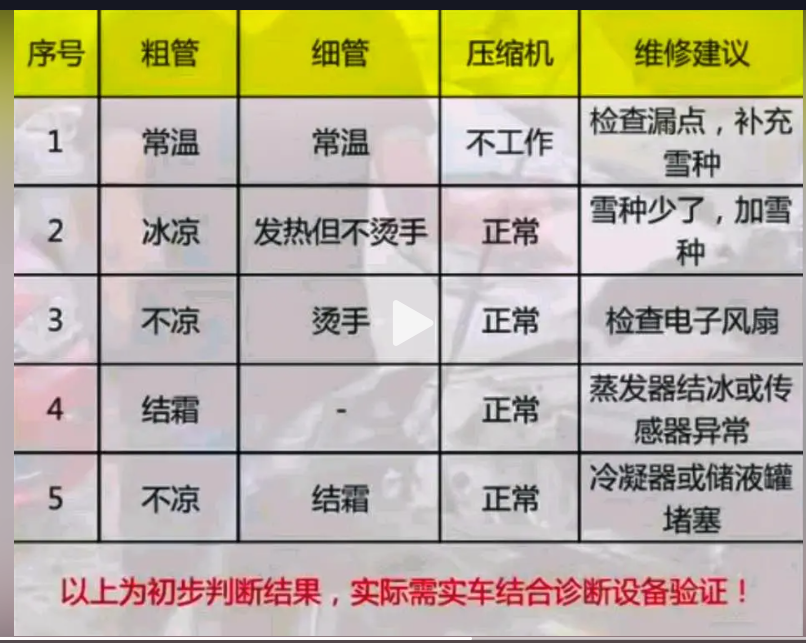 序号 粗管 细管 压缩机 维修建议
1 常温 常温 不工作 检查漏点，补充
雪种
2 冰凉 发热但不烫手 正常 雪种少了，加雪
种
3 不凉 烫手 正常 检查电子风扇
4 结霜 - 正常 蒸发器结冰或传
感器异常
5 不凉 结霜 正常 冷凝器或储液罐
堵塞
以上为初步判断结果，实际需实车结合诊断设备验证！